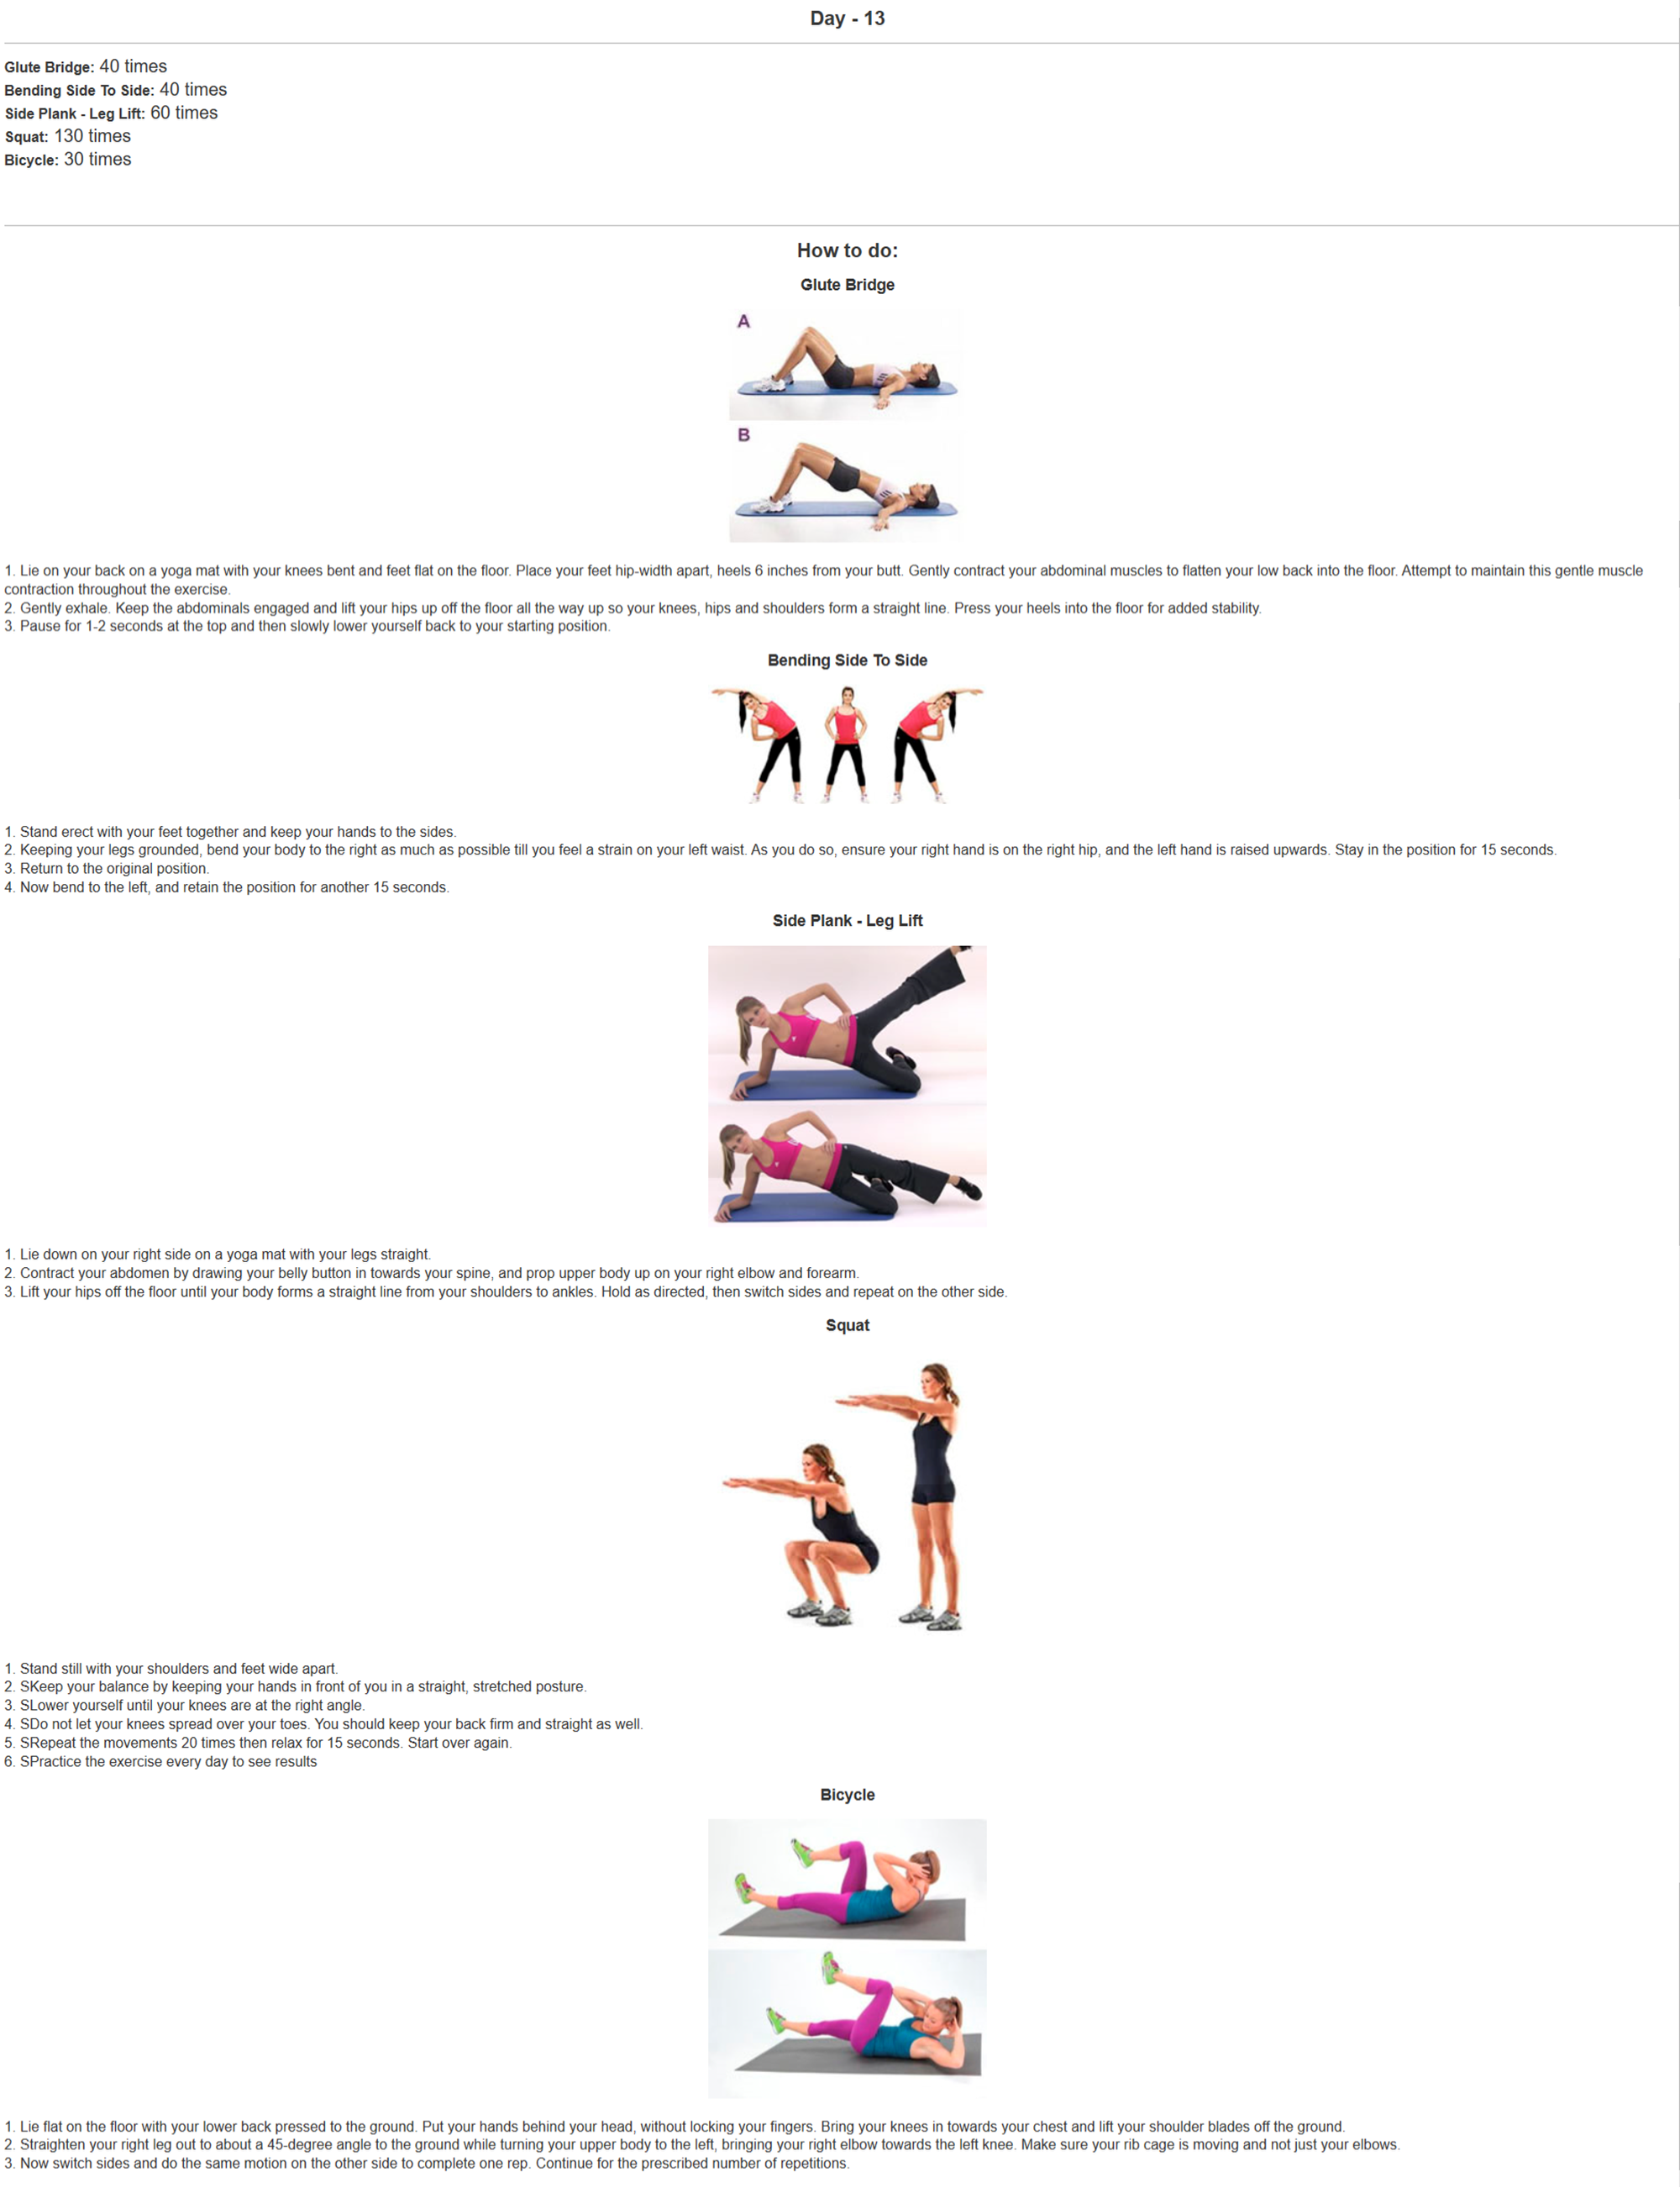 Day - 13
Glute Bridge: 40 times
Bending Side To Side: 40 times
Side Plank - Leg Lift: 60 times
Squat: 130 times
Bicycle: 30 times
How to do:
Glute Bridge
A
B
1. Lie on your back on a yoga mat with your knees bent and feet flat on the floor. Place your feet hip-width apart, heels 6 inches from your butt. Gently contract your abdominal muscles to flatten your low back into the floor. Attempt to maintain this gentle muscle
contraction throughout the exercise.
2. Gently exhale. Keep the abdominals engaged and lift your hips up off the floor all the way up so your knees, hips and shoulders form a straight line. Press your heels into the floor for added stability.
3. Pause for 1-2 seconds at the top and then slowly lower yourself back to your starting position.
Bending Side To Side
1. Stand erect with your feet together and keep your hands to the sides.
2. Keeping your legs grounded, bend your body to the right as much as possible till you feel a strain on your left waist. As you do so, ensure your right hand is on the right hip, and the left hand is raised upwards. Stay in the position for 15 seconds.
3. Return to the original position.
4. Now bend to the left, and retain the position for another 15 seconds.
Side Plank - Leg Lift
1. Lie down on your right side on a yoga mat with your legs straight.
2. Contract your abdomen by drawing your belly button in towards your spine, and prop upper body up on your right elbow and forearm.
3. Lift your hips off the floor until your body forms a straight line from your shoulders to ankles. Hold as directed, then switch sides and repeat on the other side.
Squat
1. Stand still with your shoulders and feet wide apart.
2. SKeep your balance by keeping your hands in front of you in a straight, stretched posture.
3. SLower yourself until your knees are at the right angle.
4. SDo not let your knees spread over your toes. You should keep your back firm and straight as well.
5. SRepeat the movements 20 times then relax for 15 seconds. Start over again.
6. SPractice the exercise every day to see results
Bicycle
1. Lie flat on the floor with your lower back pressed to the ground. Put your hands behind your head, without locking your fingers. Bring your knees in towards your chest and lift your shoulder blades off the ground.
2. Straighten your right leg out to about a 45-degree angle to the ground while turning your upper body to the left, bringing your right elbow towards the left knee. Make sure your rib cage is moving and not just your elbows.
3. Now switch sides and do the same motion on the other side to complete one rep. Continue for the prescribed number of repetitions.